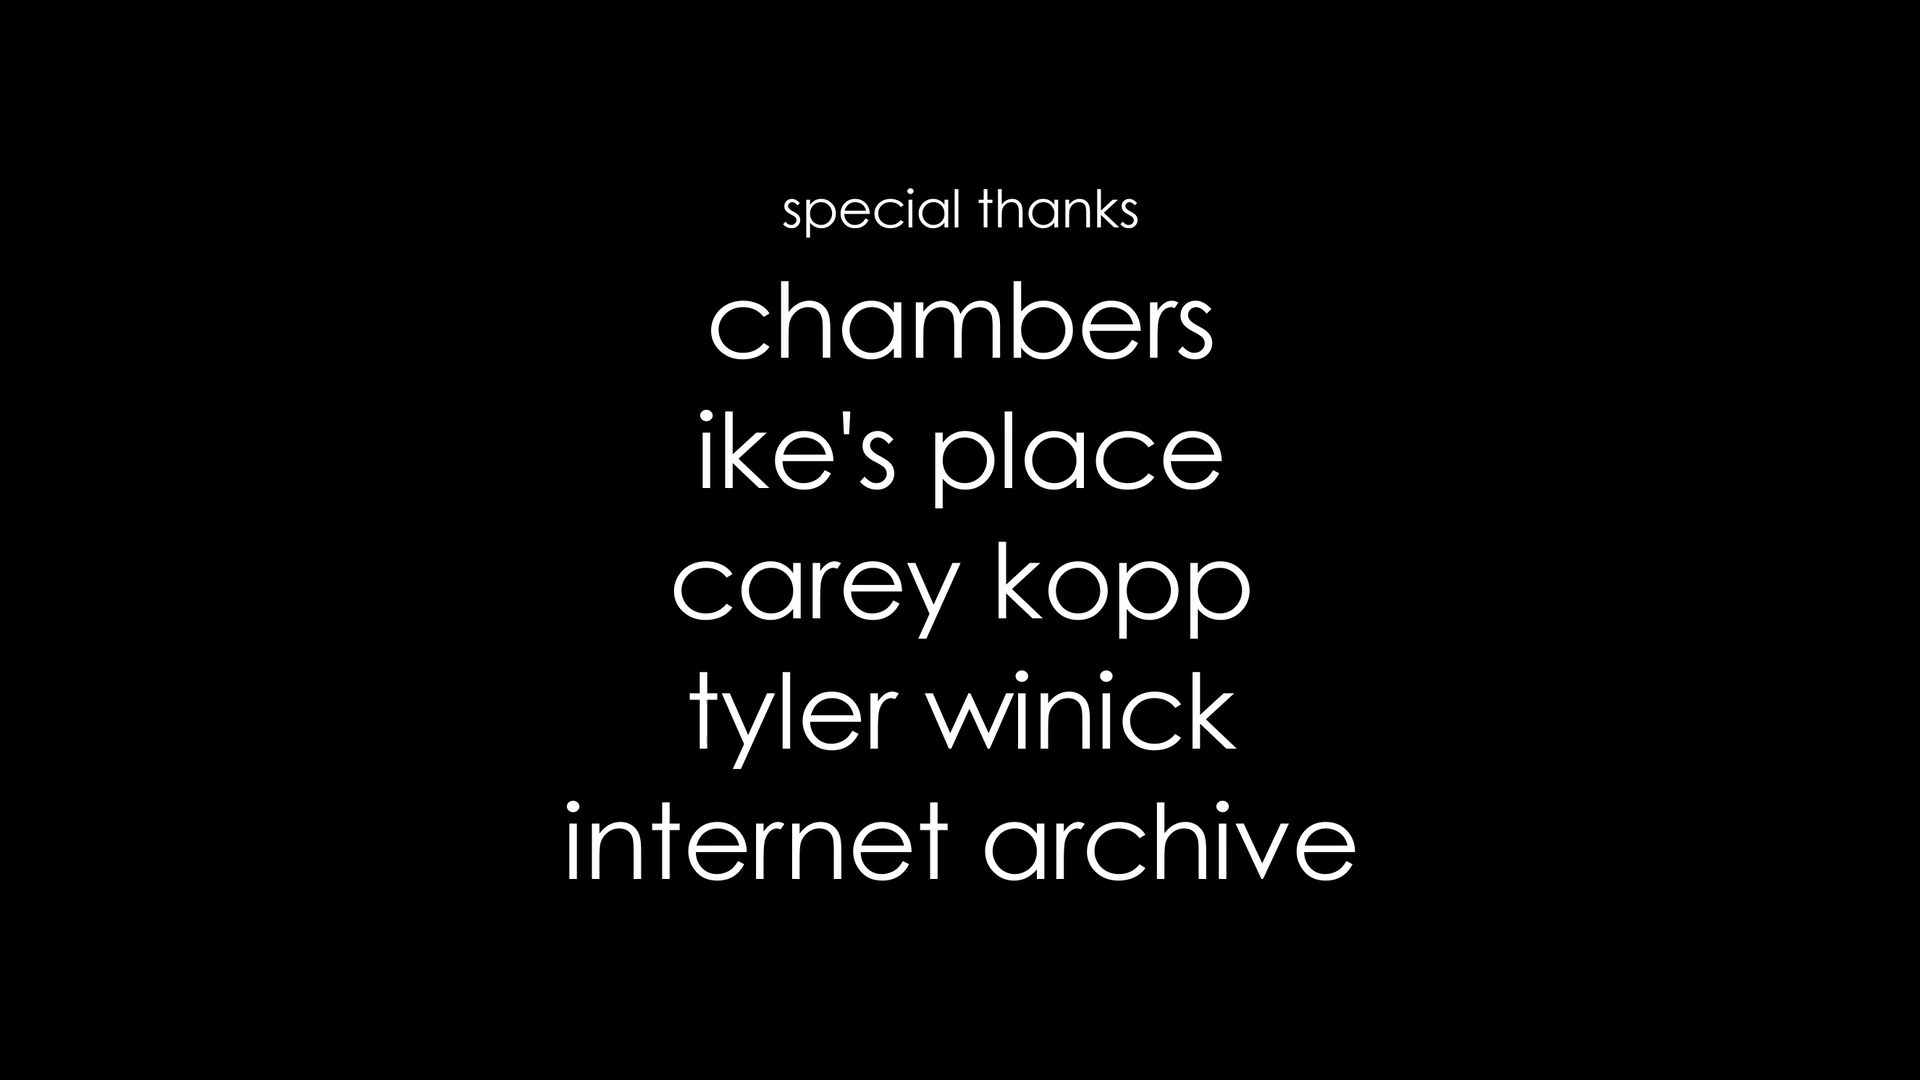 special thanks
chambers
ike's place
carey kopp
tyler winick
internet archive